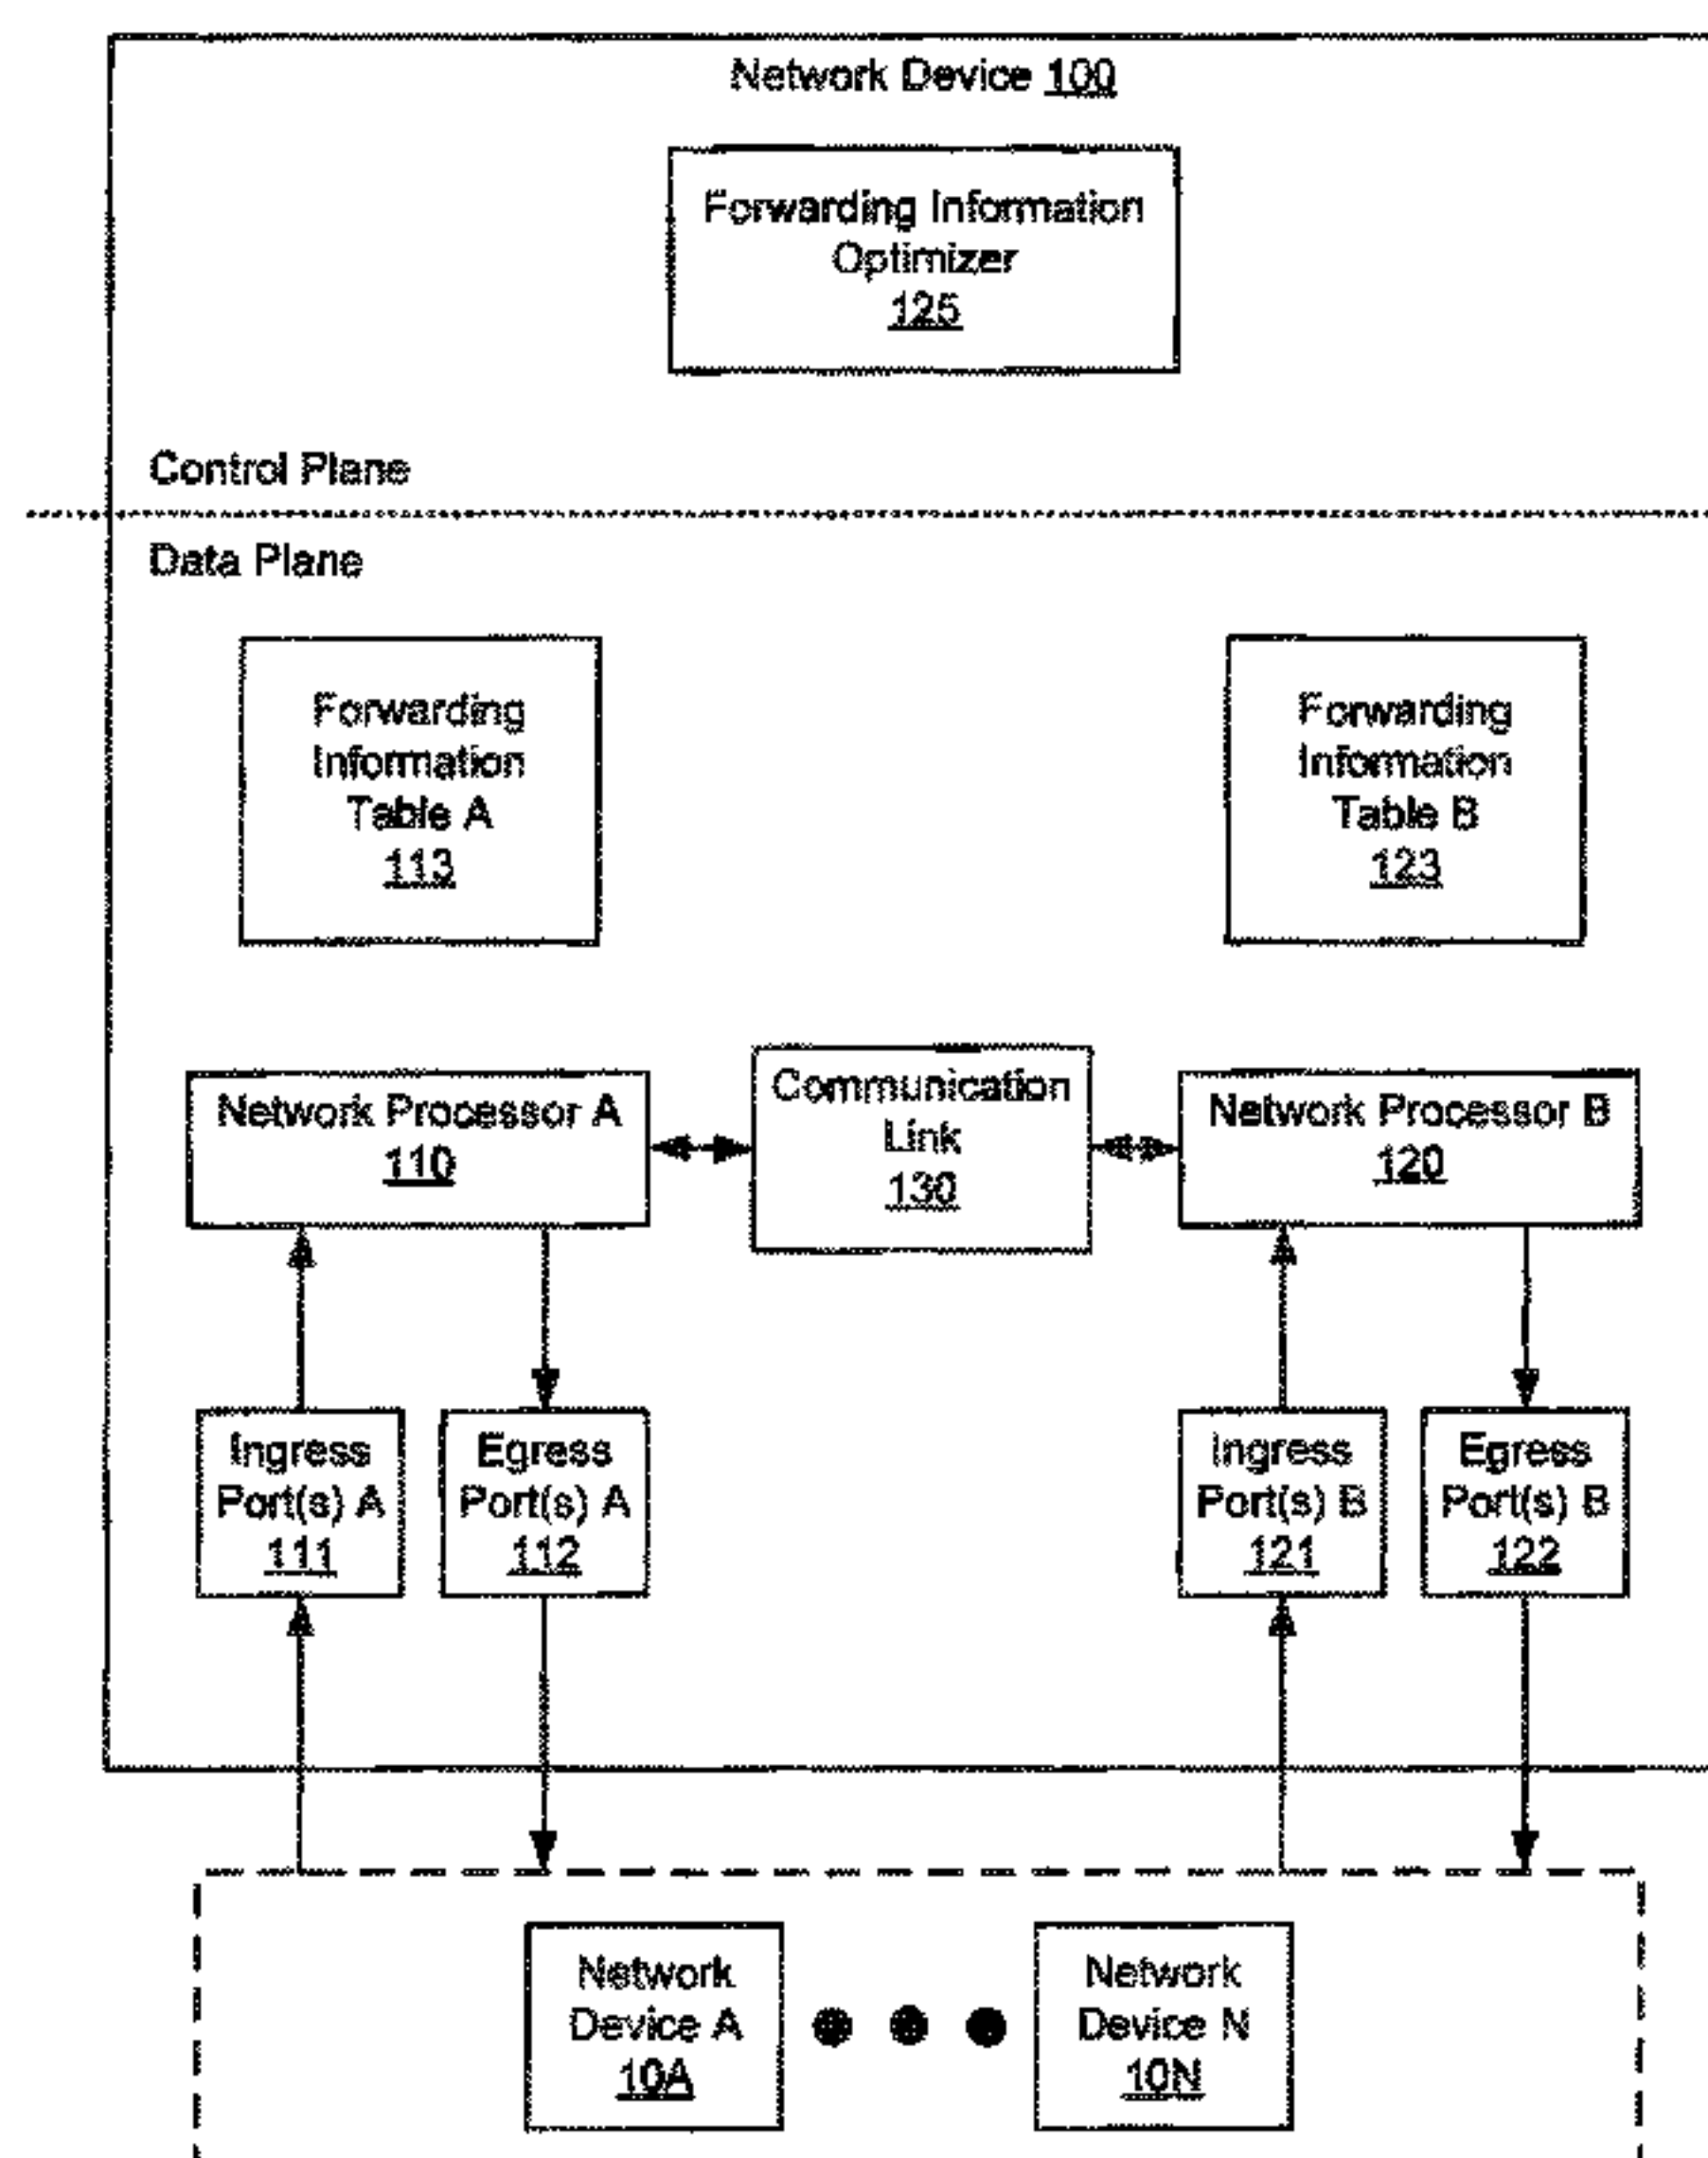 Network Device 100
Forwarding Information
Optimizer
125
Control Plane
Data Plane
Forwarding
Information
Table A
113
Forwarding
Information
Table B
123
Network Processor A
110
Communication
Link
130
Network Processor B
120
Ingress
Port(s) A
111
Egress
Port(s) A
112
Ingress
Port(s) B
121
Egress
Port(s) B
122
Network
Device A
10A
Network
Device N
10N